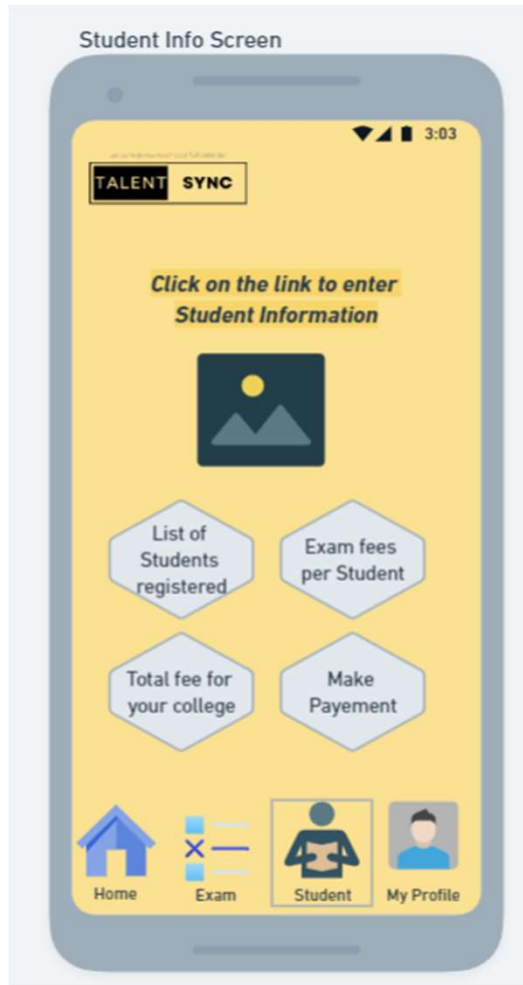 Student Info Screen
3:03
TALENT SYNC
Click on the link to enter
Student Information
List of
Students
registered
Exam fees
per Student
Total fee for
your college
Make
Payement
Home
Exam
Student
My Profile